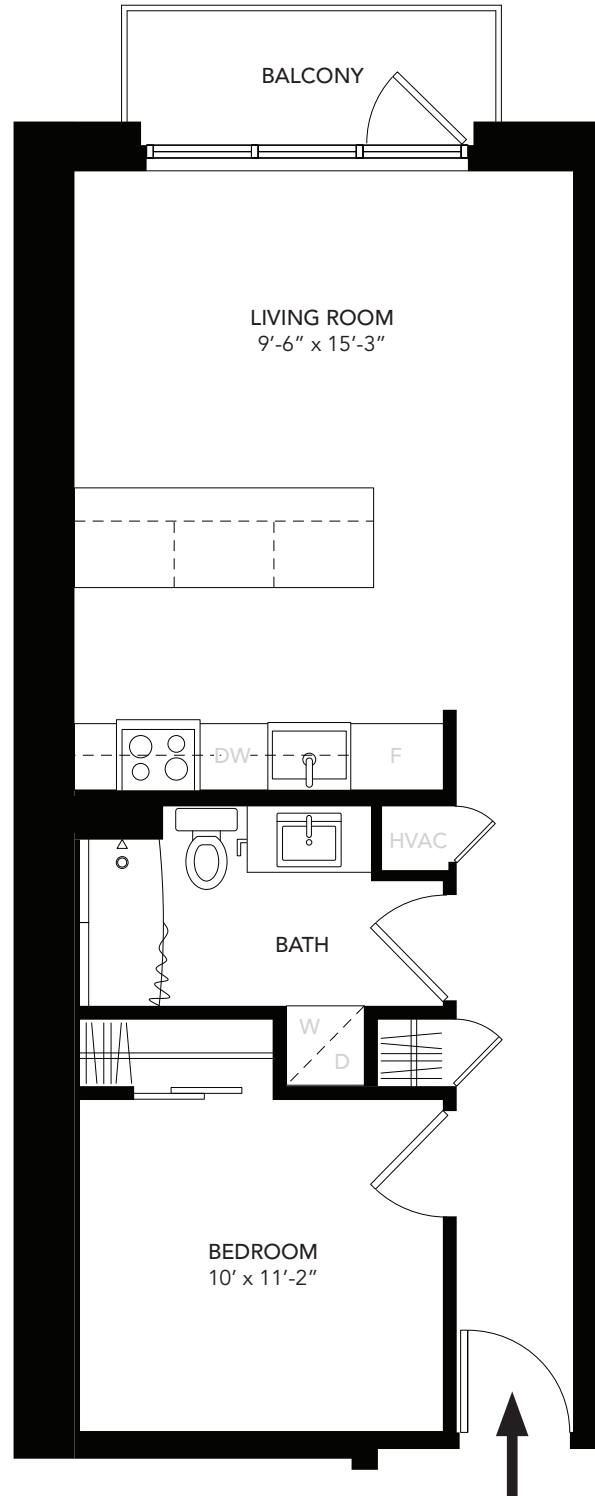 BALCONY
LIVING ROOM
9’-6” x 15’-3”
DW
F
HVAC
BATH
W
D
BEDROOM
10’ x 11’-2”